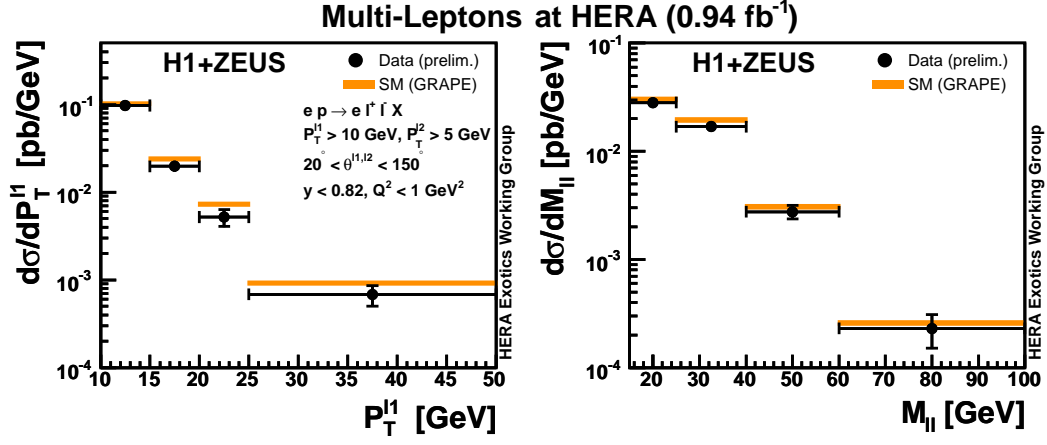 Multi-Leptons at HERA (0.94 fb⁻¹)
H1+ZEUS
Data (prelim.)
SM (GRAPE)
e p → e l⁺ l⁻ X
P_T^l1 > 10 GeV, P_T^l2 > 5 GeV
20° < θ^l1,l2 < 150°
y < 0.82, Q² < 1 GeV²
dσ/dP_T^l1 [pb/GeV]
10⁻¹
10⁻²
10⁻³
10⁻⁴
10 15 20 25 30 35 40 45 50
P_T^l1 [GeV]
HERA Exotics Working Group
H1+ZEUS
Data (prelim.)
SM (GRAPE)
dσ/dM_ll [pb/GeV]
10⁻¹
10⁻²
10⁻³
10⁻⁴
20 30 40 50 60 70 80 90 100
M_ll [GeV]
HERA Exotics Working Group